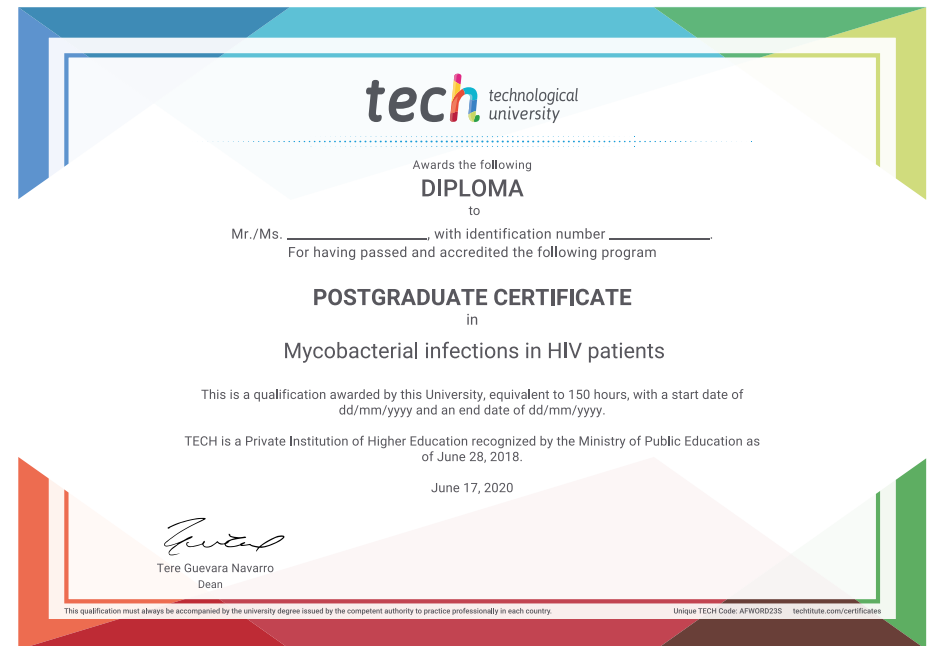 tech technological
university
Awards the following
DIPLOMA
to
Mr./Ms. ____________________, with identification number ______________.
For having passed and accredited the following program
POSTGRADUATE CERTIFICATE
in
Mycobacterial infections in HIV patients
This is a qualification awarded by this University, equivalent to 150 hours, with a start date of
dd/mm/yyyy and an end date of dd/mm/yyyy.
TECH is a Private Institution of Higher Education recognized by the Ministry of Public Education as
of June 28, 2018.
June 17, 2020
Tere Guevara Navarro
Dean
This qualification must always be accompanied by the university degree issued by the competent authority to practice professionally in each country.
Unique TECH Code: AFWORD23S techtitute.com/certificates